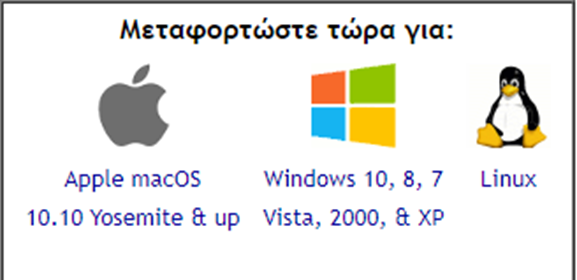 Μεταφορτώστε τώρα για:
Apple macOS
10.10 Yosemite & up
Windows 10, 8, 7
Vista, 2000, & XP
Linux